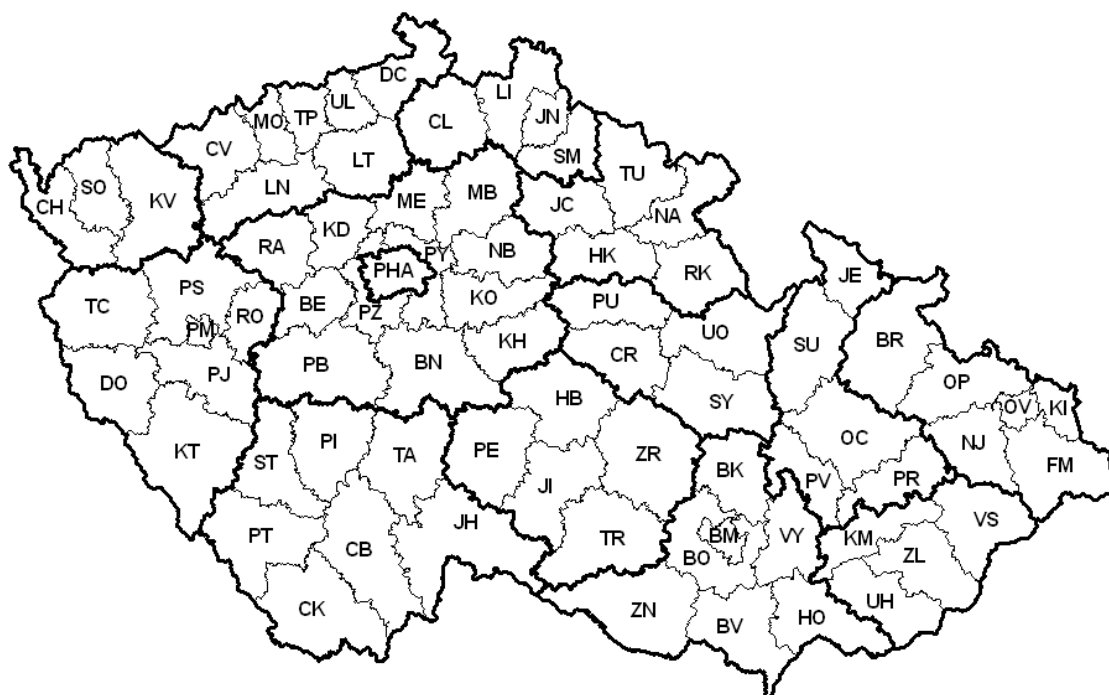 DC
LI
UL
MO
TP
CL
JN
CV
LT
SM
TU
SO
LN
KV
CH
ME
MB
JC
NA
KD
RA
PY
NB
HK
PHA
RK
JE
PS
TC
BE
KO
PU
RO
PZ
PM
UO
SU
BR
KH
CR
PB
BN
DO
PJ
OP
HB
SY
OV
KI
PI
OC
NJ
KT
ST
TA
PE
ZR
BK
FM
JI
PV
PR
JH
VS
PT
CB
TR
BM
VY
KM
BO
ZL
CK
UH
ZN
BV
HO